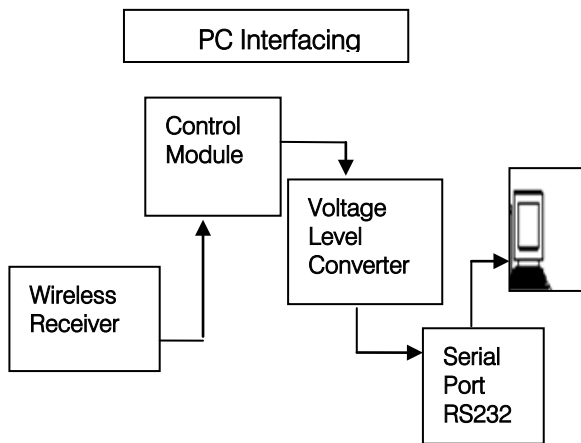 PC Interfacing
Control
Module
Voltage
Level
Converter
Wireless
Receiver
Serial
Port
RS232